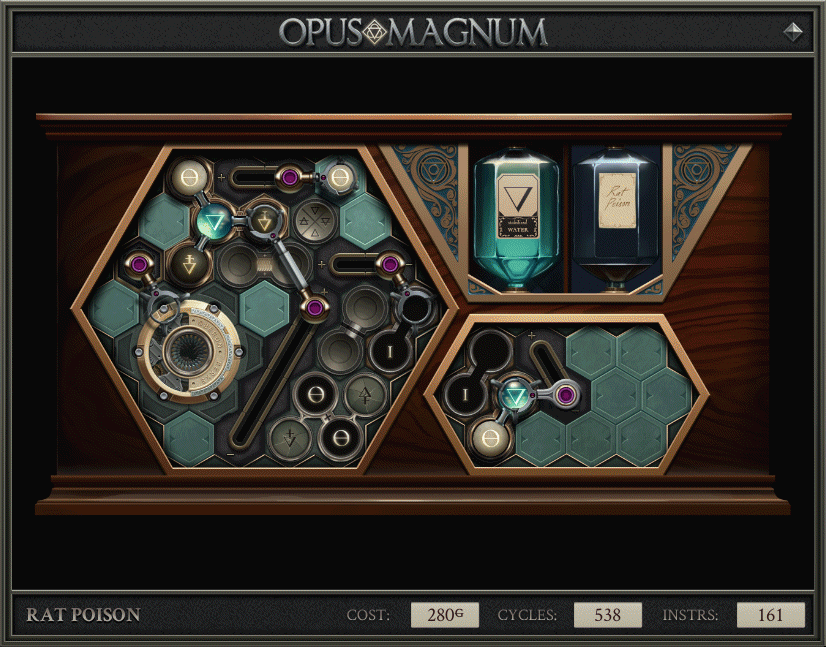 OPUS MAGNUM
WATER
Rat
Poison
I
I
RAT POISON
COST: 280G
CYCLES: 538
INSTRS: 161